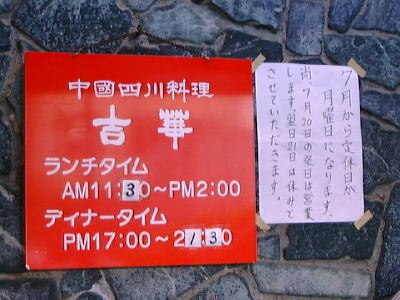 中國四川料理
吉華
ランチタイム
AM11:30〜PM2:00
ディナータイム
PM17:00〜21:30
7月から定休日が
月曜日になります。
尚7月20日の祭日は営業
します。翌日21日は休みと
させていただきます。